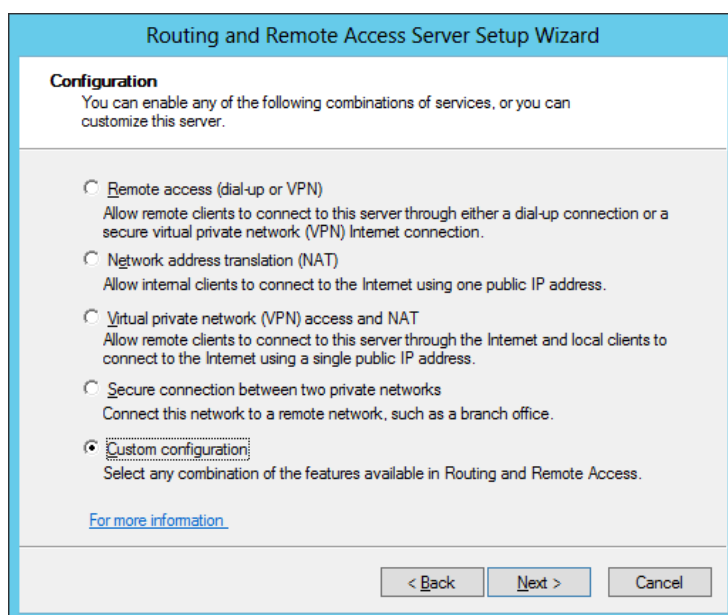 Routing and Remote Access Server Setup Wizard
Configuration
You can enable any of the following combinations of services, or you can
customize this server.
Remote access (dial-up or VPN)
Allow remote clients to connect to this server through either a dial-up connection or a
secure virtual private network (VPN) Internet connection.
Network address translation (NAT)
Allow internal clients to connect to the Internet using one public IP address.
Virtual private network (VPN) access and NAT
Allow remote clients to connect to this server through the Internet and local clients to
connect to the Internet using a single public IP address.
Secure connection between two private networks
Connect this network to a remote network, such as a branch office.
Custom configuration
Select any combination of the features available in Routing and Remote Access.
For more information
< Back Next > Cancel